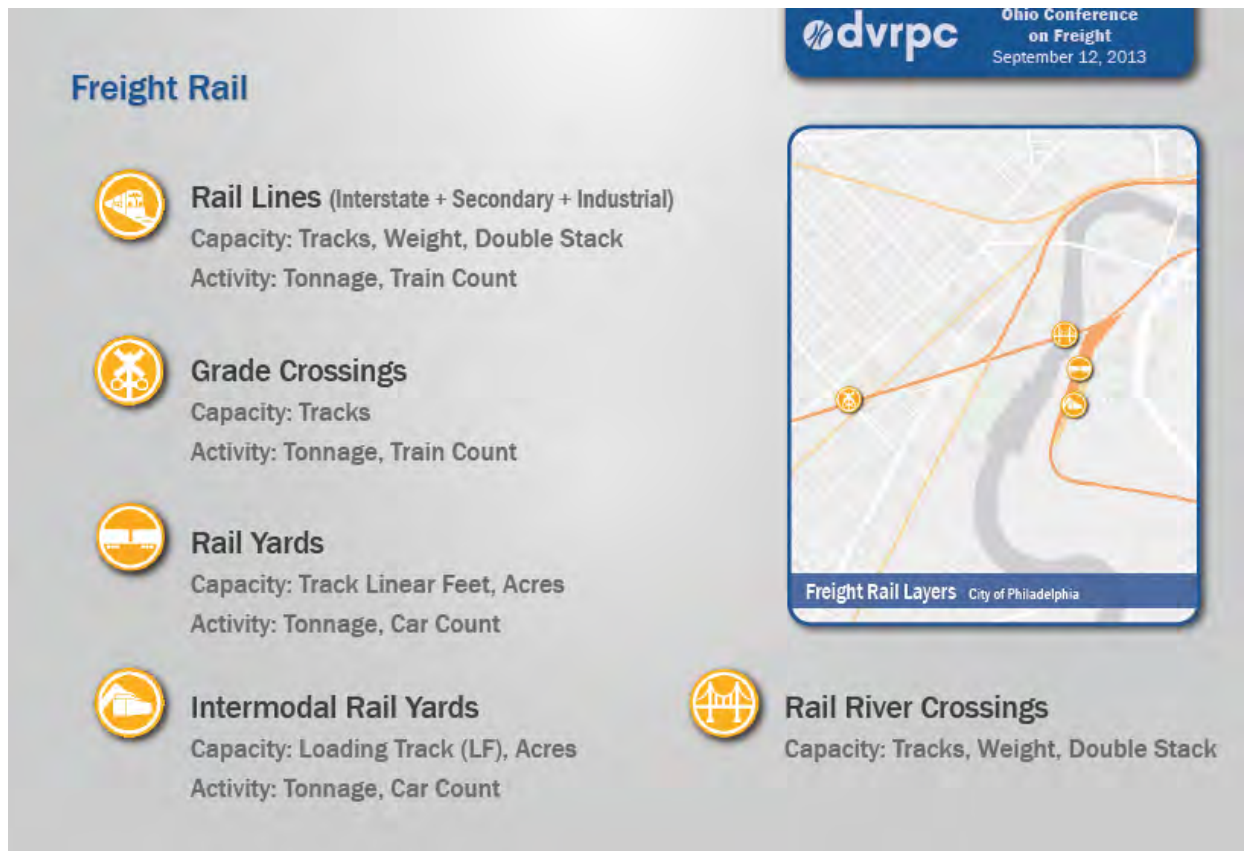 dvrpc
Ohio Conference
on Freight
September 12, 2013
Freight Rail
Rail Lines (Interstate + Secondary + Industrial)
Capacity: Tracks, Weight, Double Stack
Activity: Tonnage, Train Count
Grade Crossings
Capacity: Tracks
Activity: Tonnage, Train Count
Rail Yards
Capacity: Track Linear Feet, Acres
Activity: Tonnage, Car Count
Intermodal Rail Yards
Capacity: Loading Track (LF), Acres
Activity: Tonnage, Car Count
Freight Rail Layers City of Philadelphia
Rail River Crossings
Capacity: Tracks, Weight, Double Stack